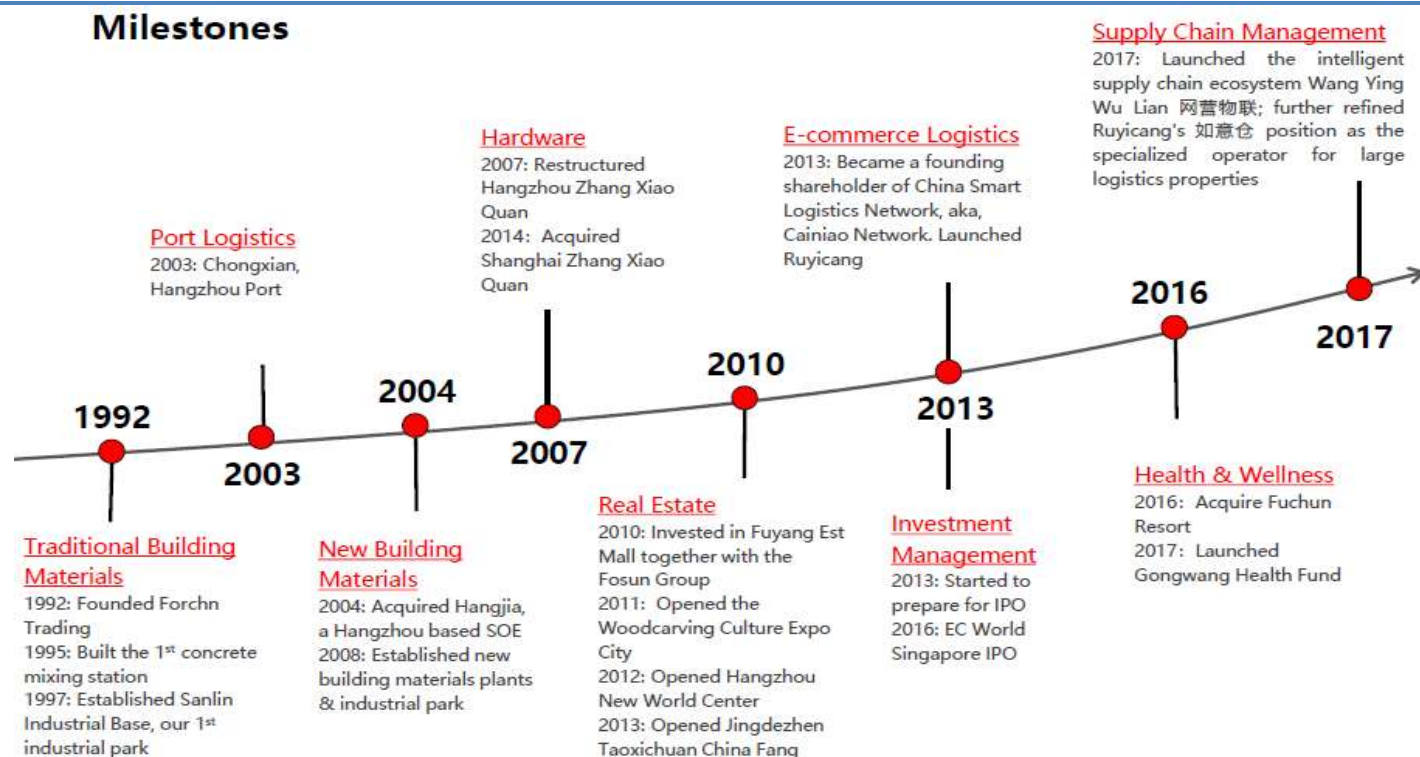 Milestones
Supply Chain Management
2017: Launched the intelligent
supply chain ecosystem Wang Ying
Wu Lian 网营物联; further refined
Ruyicang's 如意仓 position as the
specialized operator for large
logistics properties
Hardware
2007: Restructured
Hangzhou Zhang Xiao
Quan
2014: Acquired
Shanghai Zhang Xiao
Quan
E-commerce Logistics
2013: Became a founding
shareholder of China Smart
Logistics Network, aka,
Cainiao Network. Launched
Ruyicang
Port Logistics
2003: Chongxian,
Hangzhou Port
1992
2003
2004
2007
2010
2013
2016
2017
Traditional Building
Materials
1992: Founded Forchn
Trading
1995: Built the 1st concrete
mixing station
1997: Established Sanlin
Industrial Base, our 1st
industrial park
New Building
Materials
2004: Acquired Hangjia,
a Hangzhou based SOE
2008: Established new
building materials plants
& industrial park
Real Estate
2010: Invested in Fuyang Est
Mall together with the
Fosun Group
2011: Opened the
Woodcarving Culture Expo
City
2012: Opened Hangzhou
New World Center
2013: Opened Jingdezhen
Taoxichuan China Fang
Investment
Management
2013: Started to
prepare for IPO
2016: EC World
Singapore IPO
Health & Wellness
2016: Acquire Fuchun
Resort
2017: Launched
Gongwang Health Fund